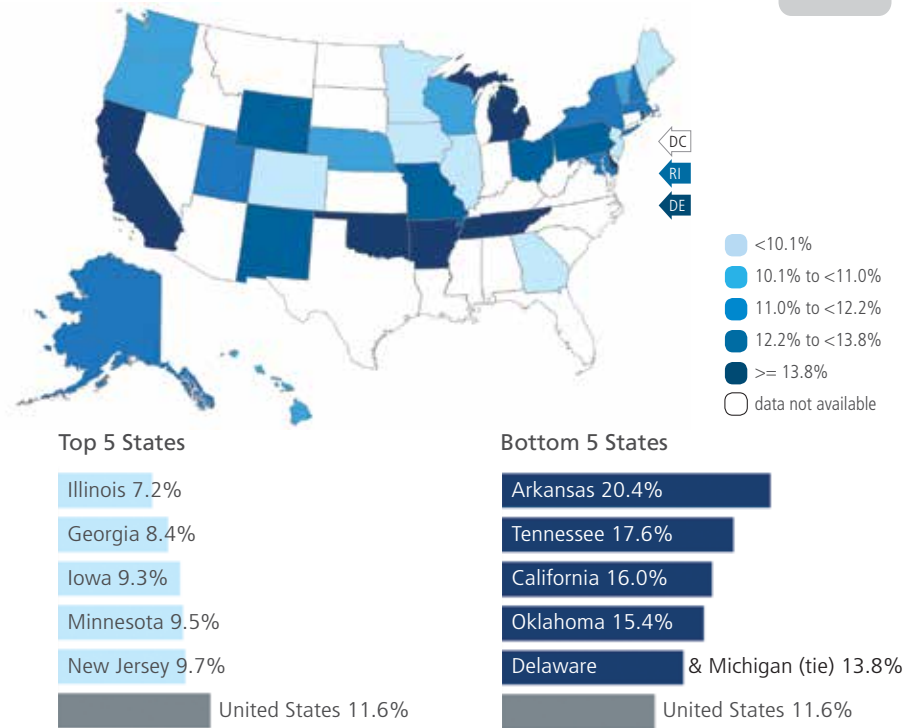 DC
RI
DE
<10.1%
10.1% to <11.0%
11.0% to <12.2%
12.2% to <13.8%
>= 13.8%
data not available
Top 5 States
Illinois 7.2%
Georgia 8.4%
Iowa 9.3%
Minnesota 9.5%
New Jersey 9.7%
United States 11.6%
Bottom 5 States
Arkansas 20.4%
Tennessee 17.6%
California 16.0%
Oklahoma 15.4%
Delaware & Michigan (tie) 13.8%
United States 11.6%